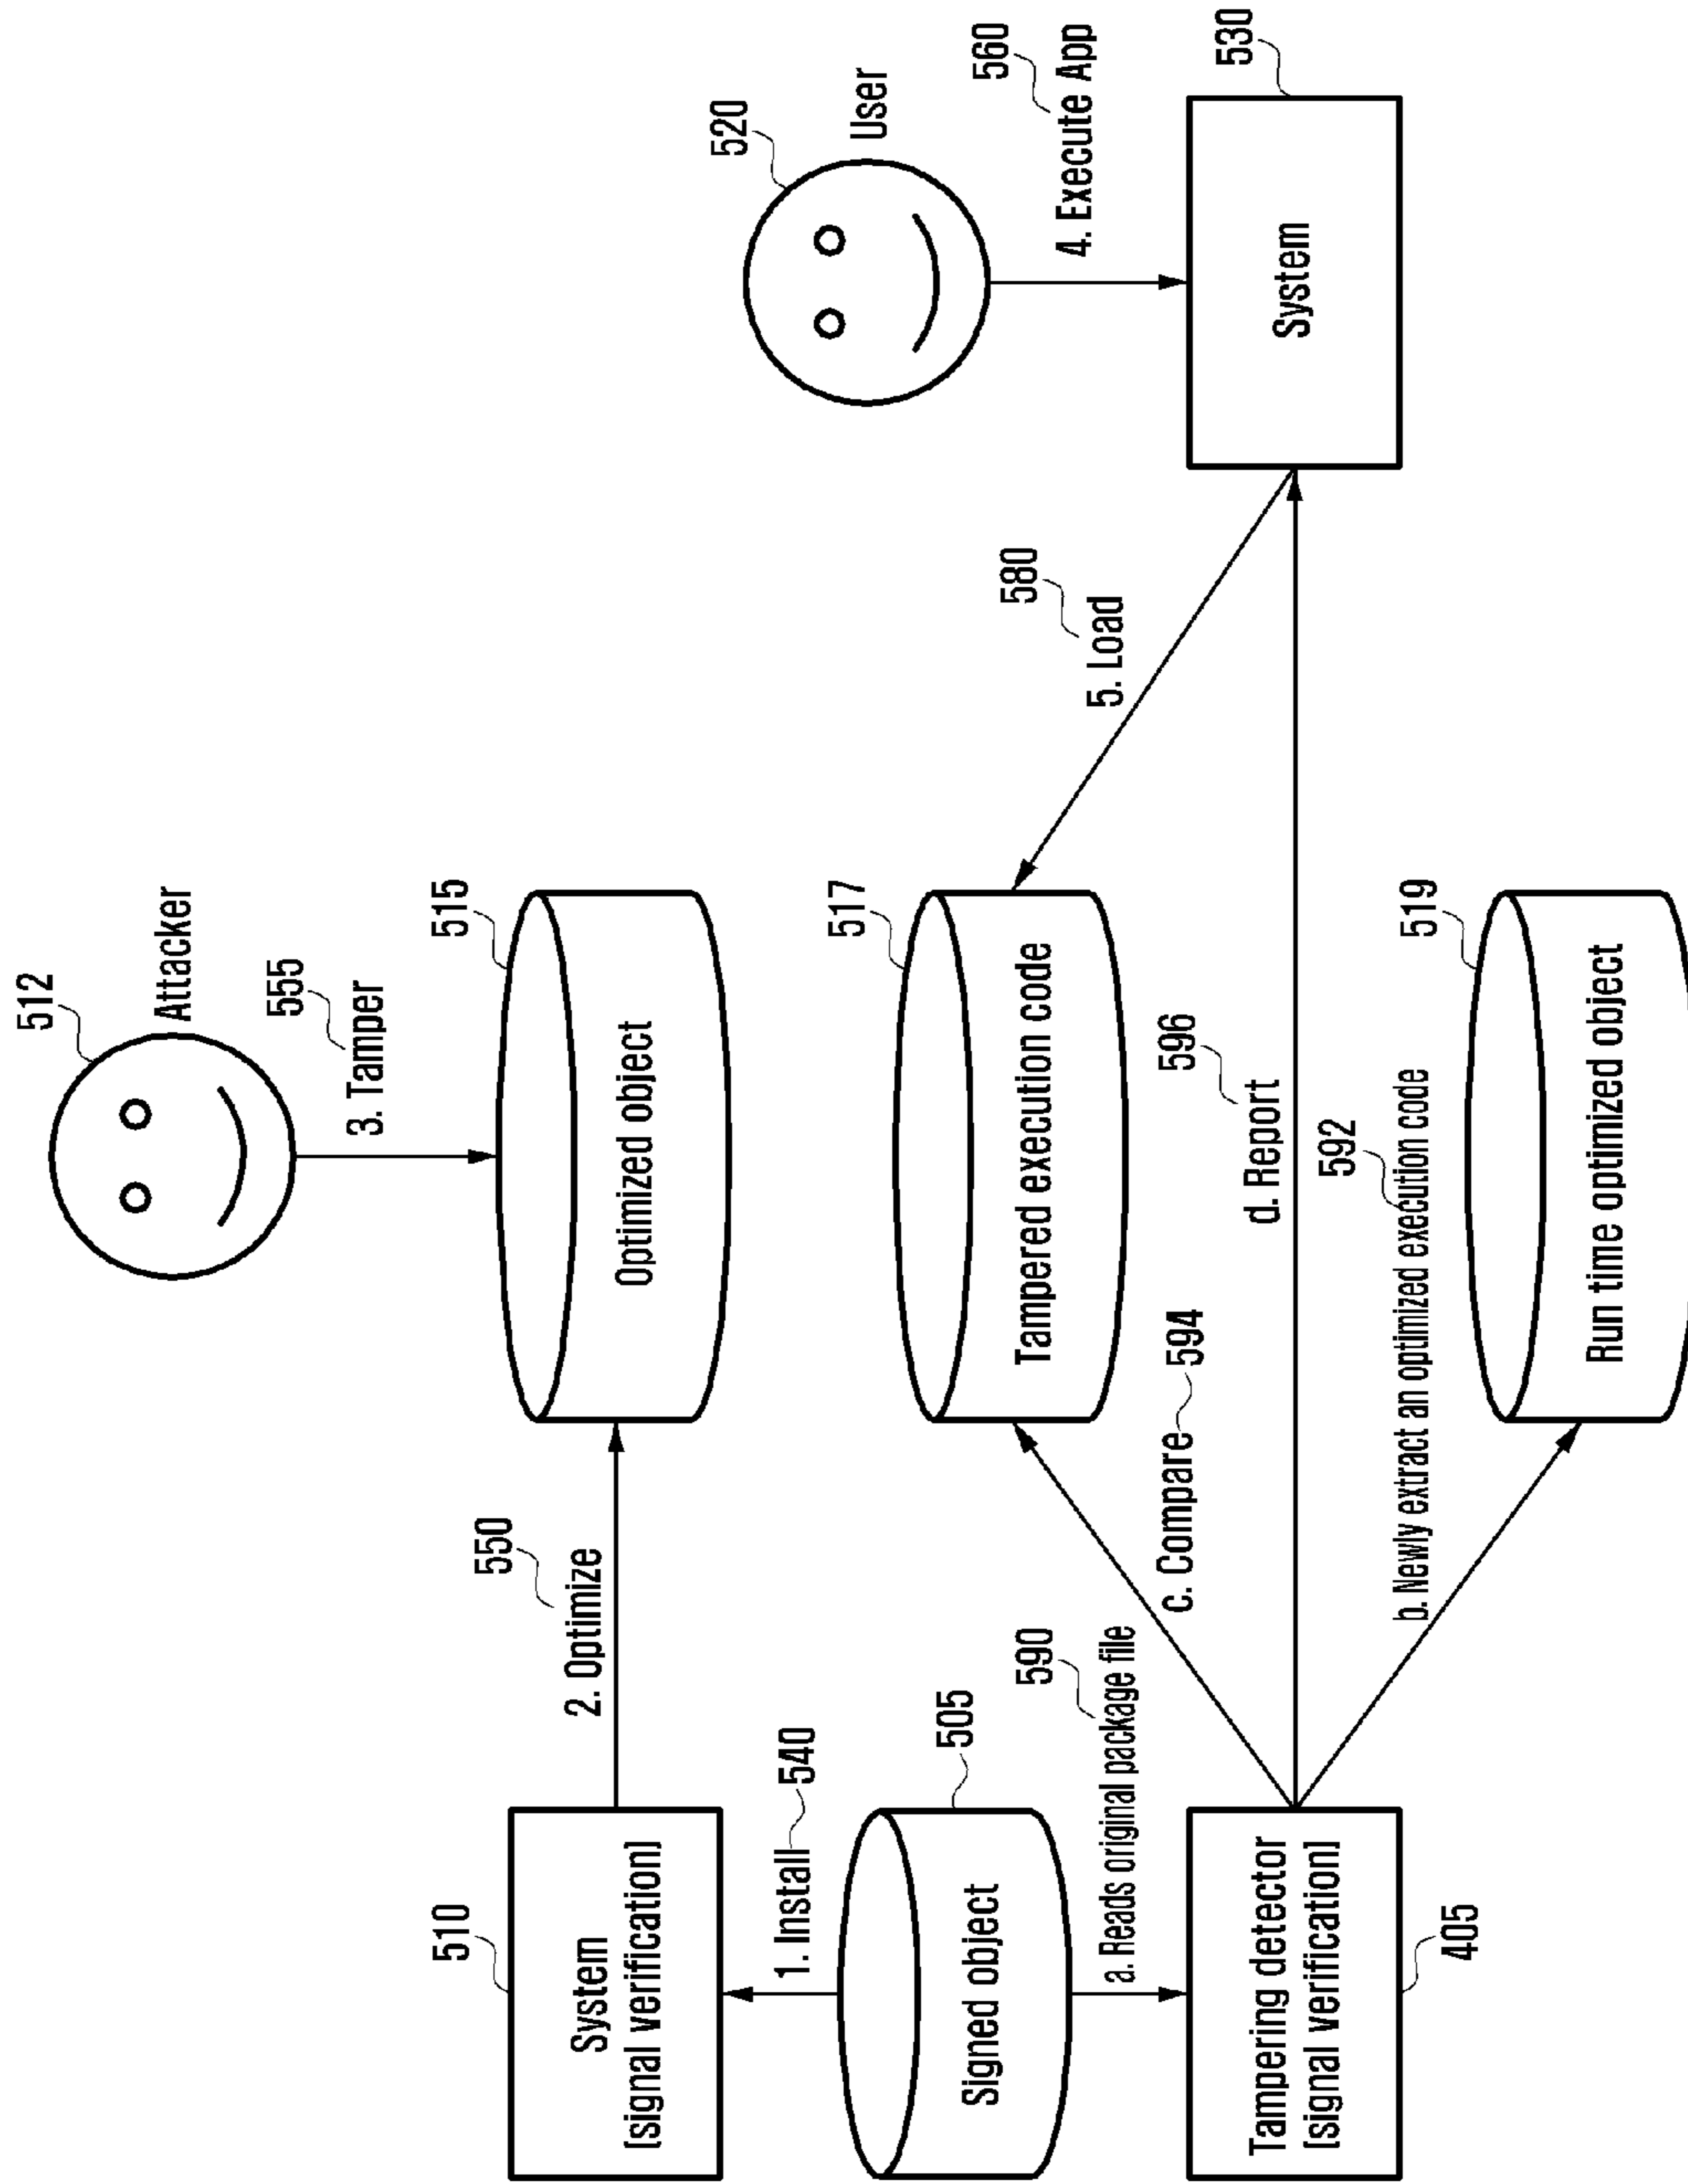 512
Attacker
555
3. Tamper
510
System
(signal verification)
550
2. Optimize
515
Optimized object
1. Install
540
505
Signed object
517
Tampered execution code
520
User
560
4. Execute App
580
5. Load
590
a. Reads original package file
c. Compare
594
596
d. Report
530
System
Tampering detector
(signal verification)
405
592
b. Newly extract an optimized execution code
519
Run time optimized object